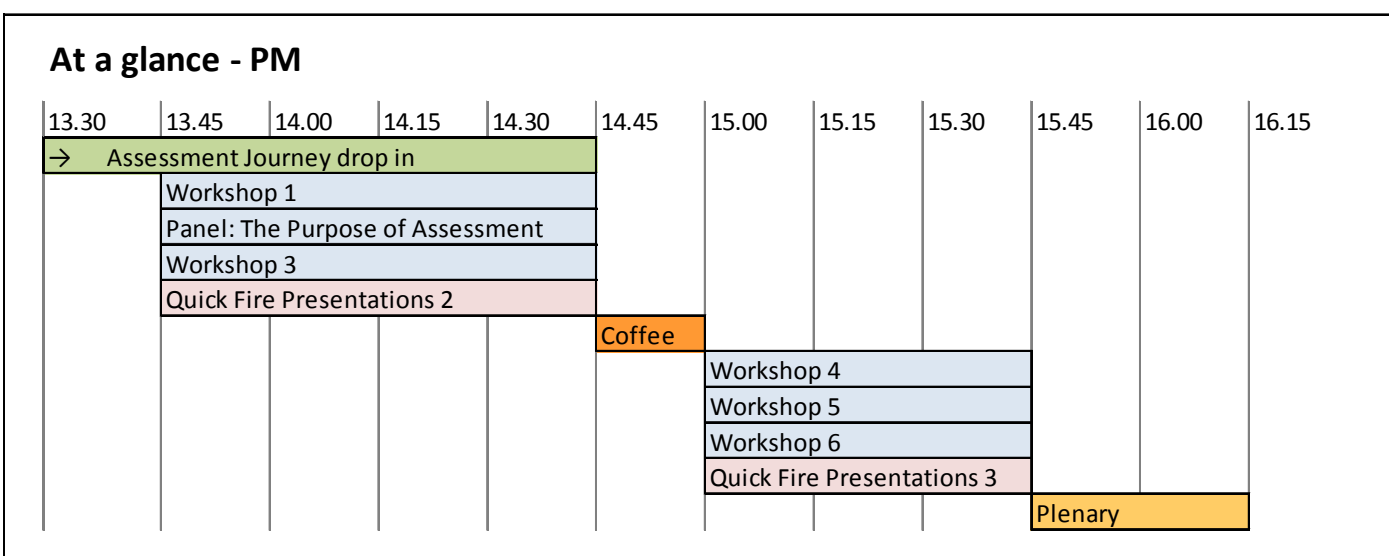 At a glance - PM
13.30 13.45 14.00 14.15 14.30 14.45 15.00 15.15 15.30 15.45 16.00 16.15
→ Assessment Journey drop in
Workshop 1
Panel: The Purpose of Assessment
Workshop 3
Quick Fire Presentations 2
Coffee
Workshop 4
Workshop 5
Workshop 6
Quick Fire Presentations 3
Plenary